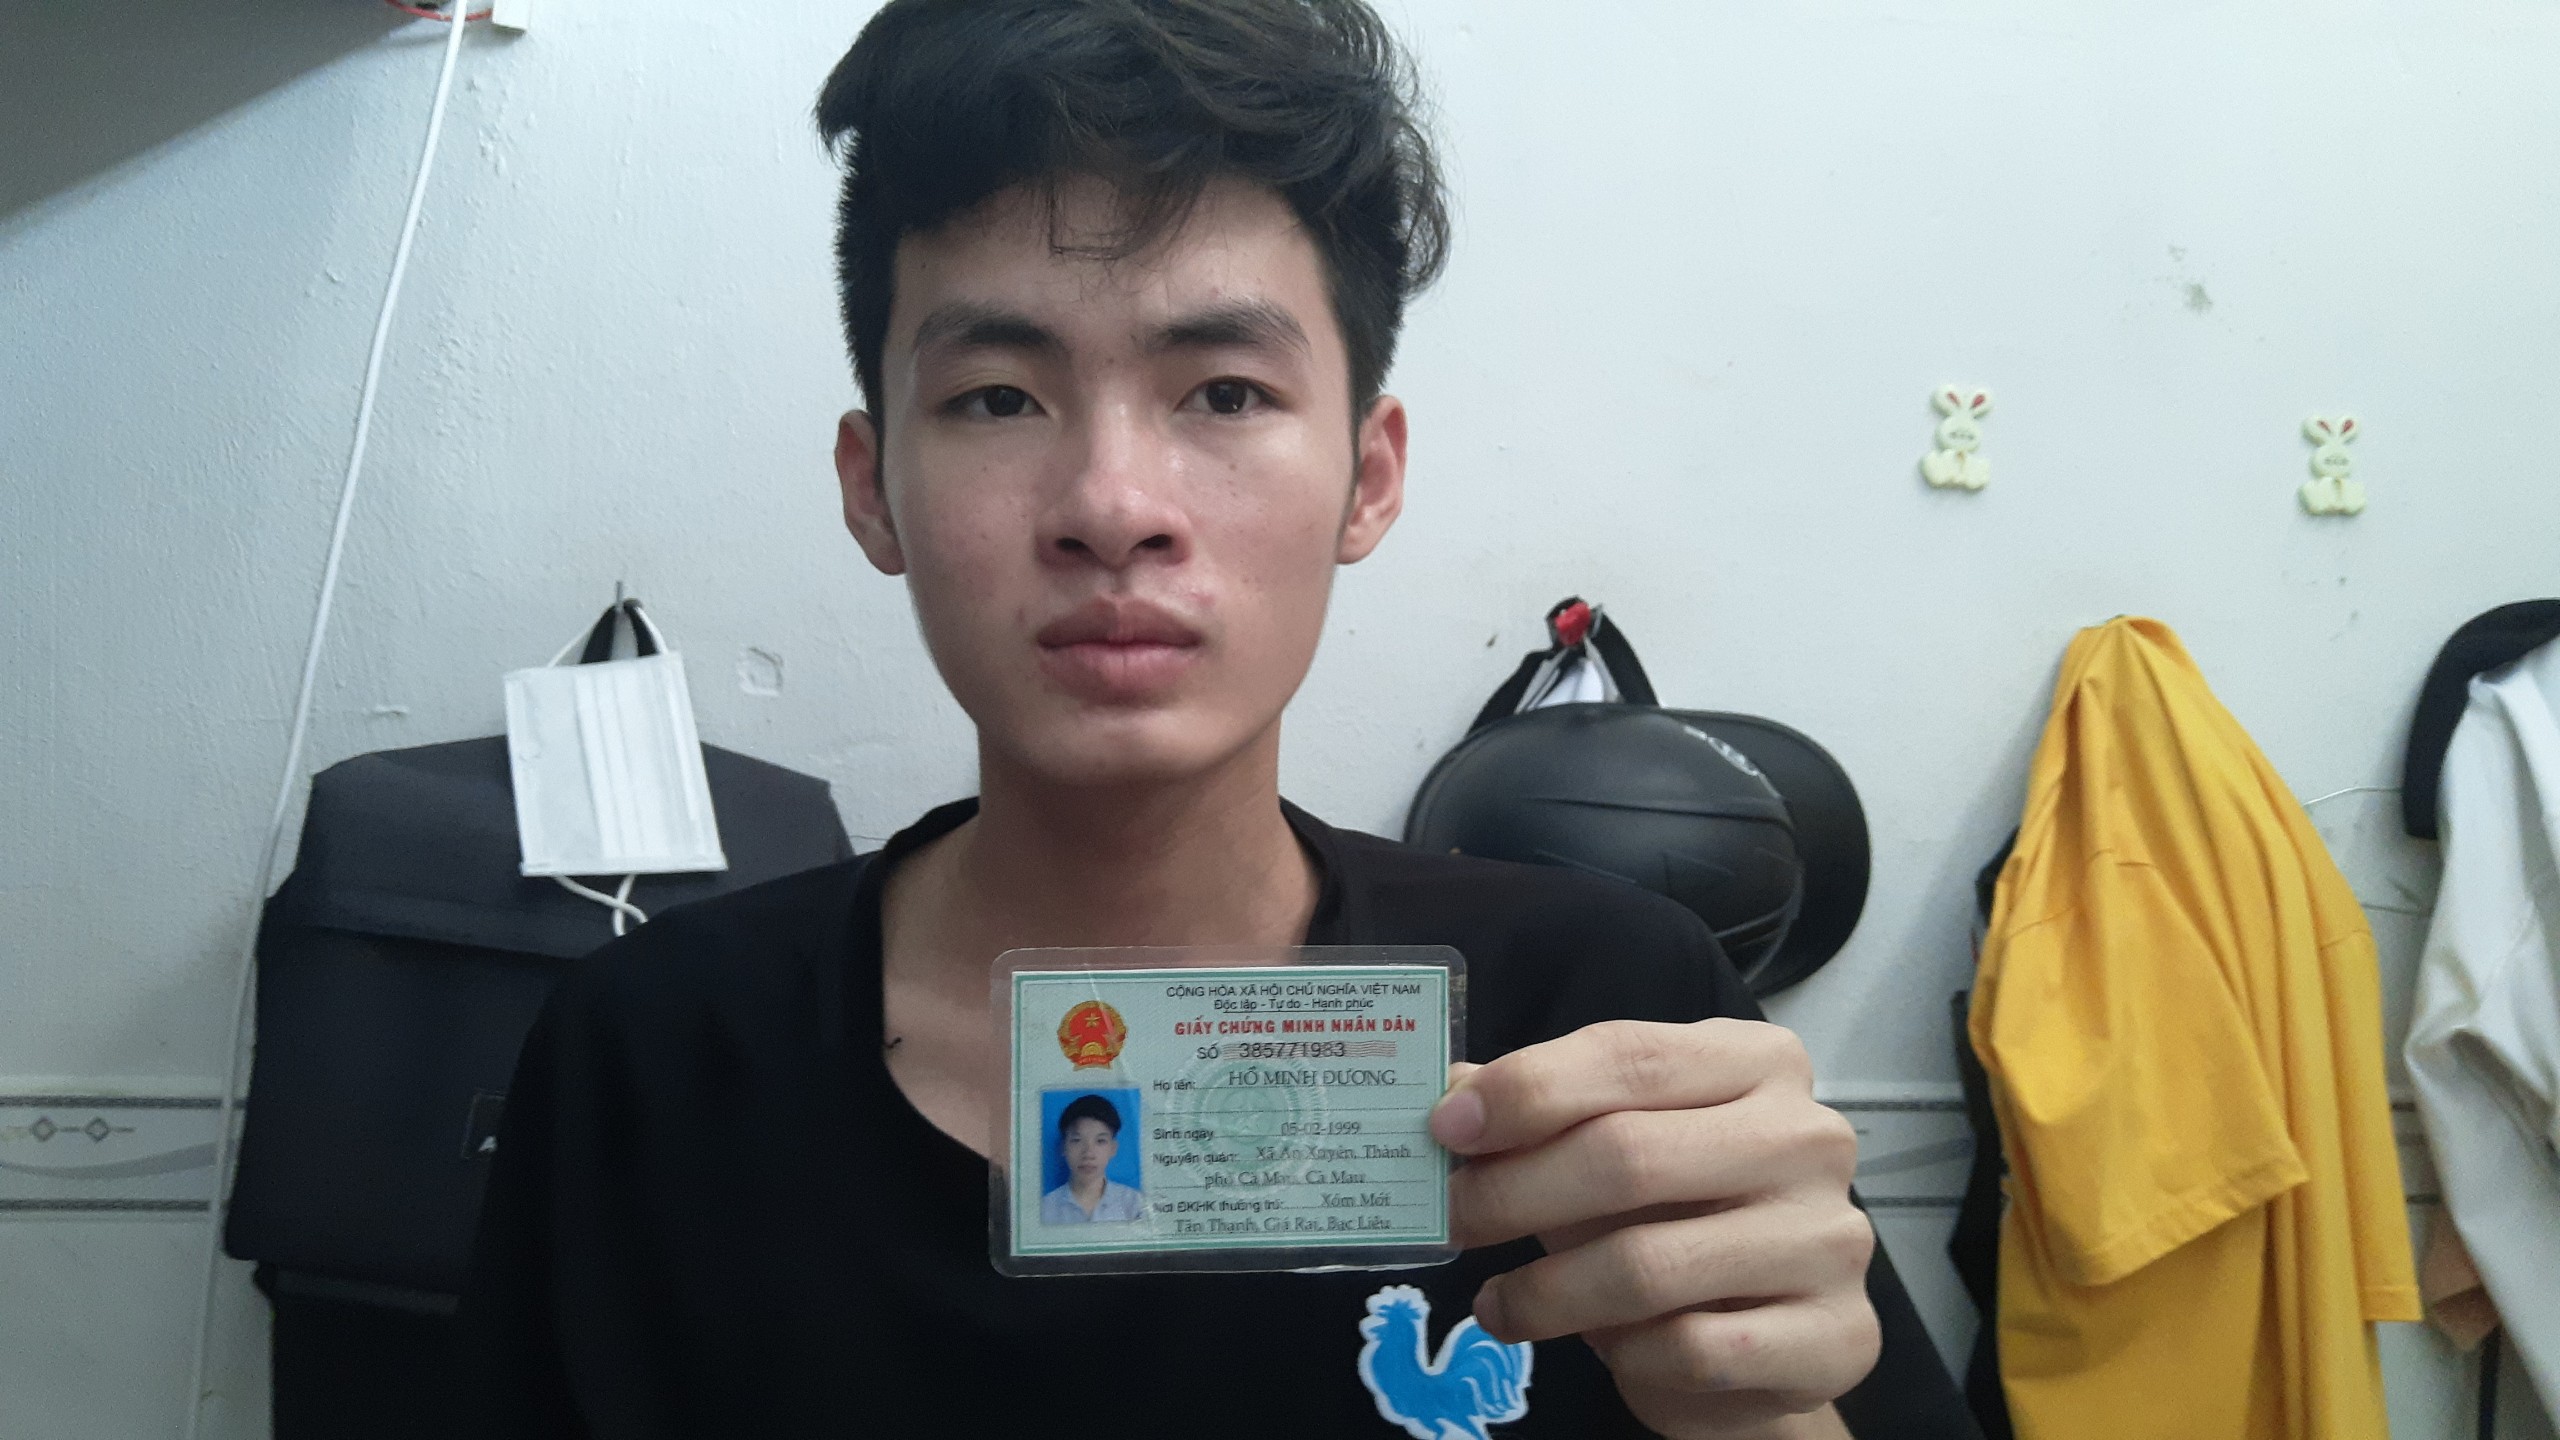 CỘNG HÒA XÃ HỘI CHỦ NGHĨA VIỆT NAM
Độc lập - Tự do - Hạnh phúc
GIẤY CHỨNG MINH NHÂN DÂN
SỐ 385771983
Họ tên: HỒ MINH ĐƯƠNG
Sinh ngày 05-02-1999
Nguyên quán: Xã An Xuyên, Thành
phố Cà Mau, Cà Mau
Nơi ĐKHK thường trú: Xóm Mới
Tân Thạnh, Giá Rai, Bạc Liêu